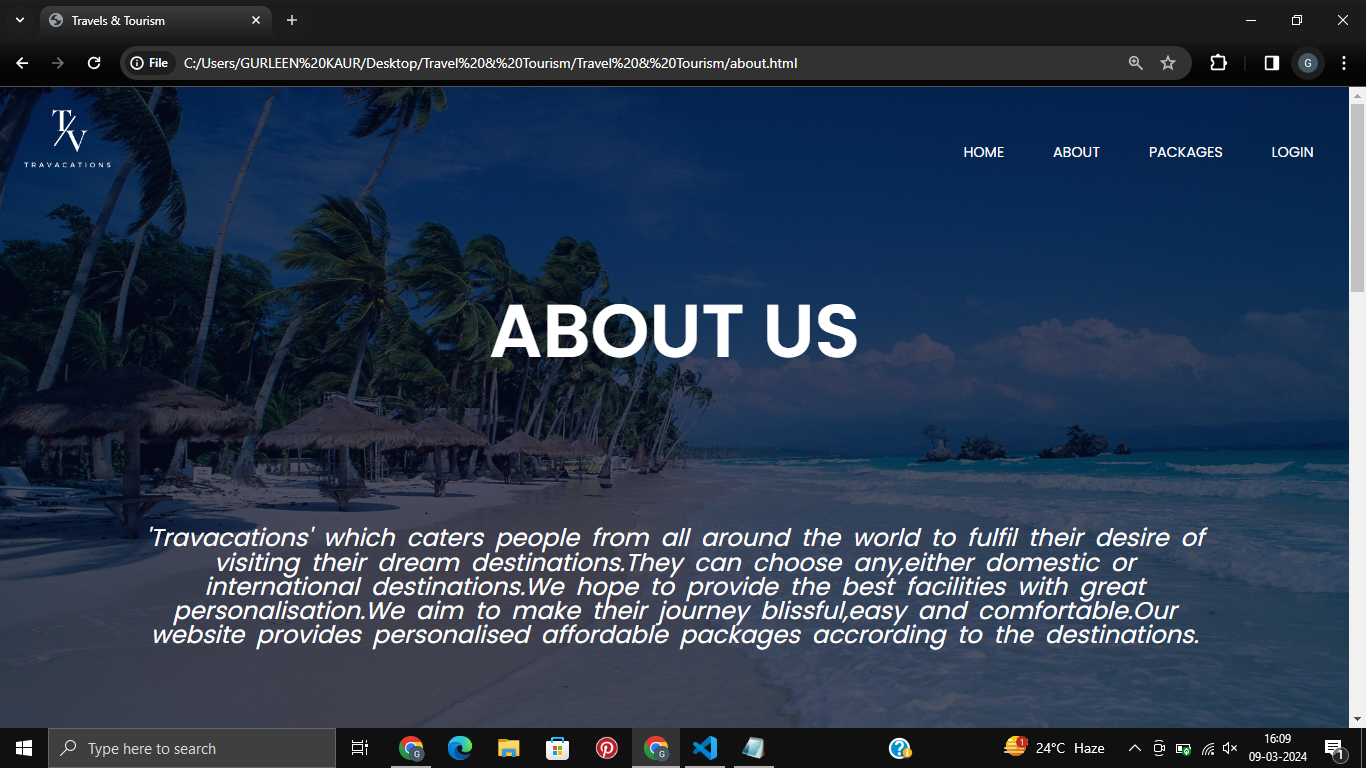 Travels & Tourism
File C:/Users/GURLEEN%20KAUR/Desktop/Travel%20&%20Tourism/Travel%20&%20Tourism/about.html
G
TV
TRAVACATIONS
HOME ABOUT PACKAGES LOGIN
ABOUT US
'Travacations' which caters people from all around the world to fulfil their desire of
visiting their dream destinations.They can choose any,either domestic or
international destinations.We hope to provide the best facilities with great
personalisation.We aim to make their journey blissful,easy and comfortable.Our
website provides personalised affordable packages accrording to the destinations.
Type here to search
G
G
1
24°C Haze
16:09
09-03-2024
1